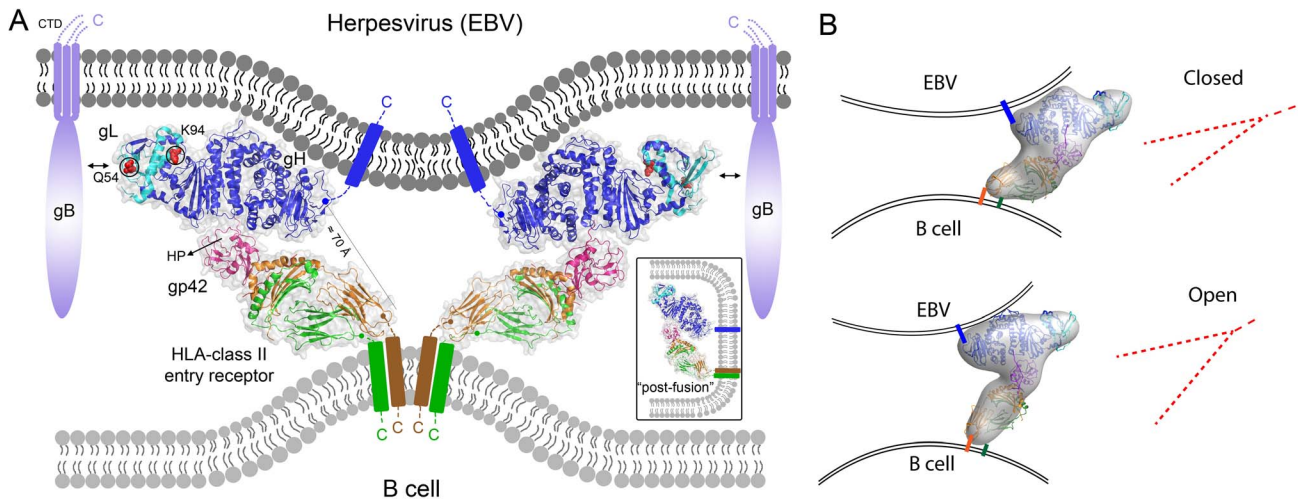 A
CTD
C
Herpesvirus (EBV)
C
C
C
gL
K94
gH
Q54
gB
gB
≈ 70 Å
HP
gp42
HLA-class II
entry receptor
"post-fusion"
C
C
C
C
B cell
B
EBV
Closed
B cell
EBV
Open
B cell